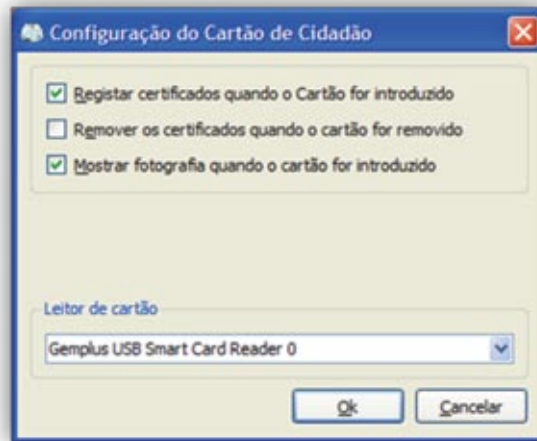 Configuração do Cartão de Cidadão
Registar certificados quando o Cartão for introduzido
Remover os certificados quando o cartão for removido
Mostrar fotografia quando o cartão for introduzido
Leitor de cartão
Gemplus USB Smart Card Reader 0
Ok
Cancelar